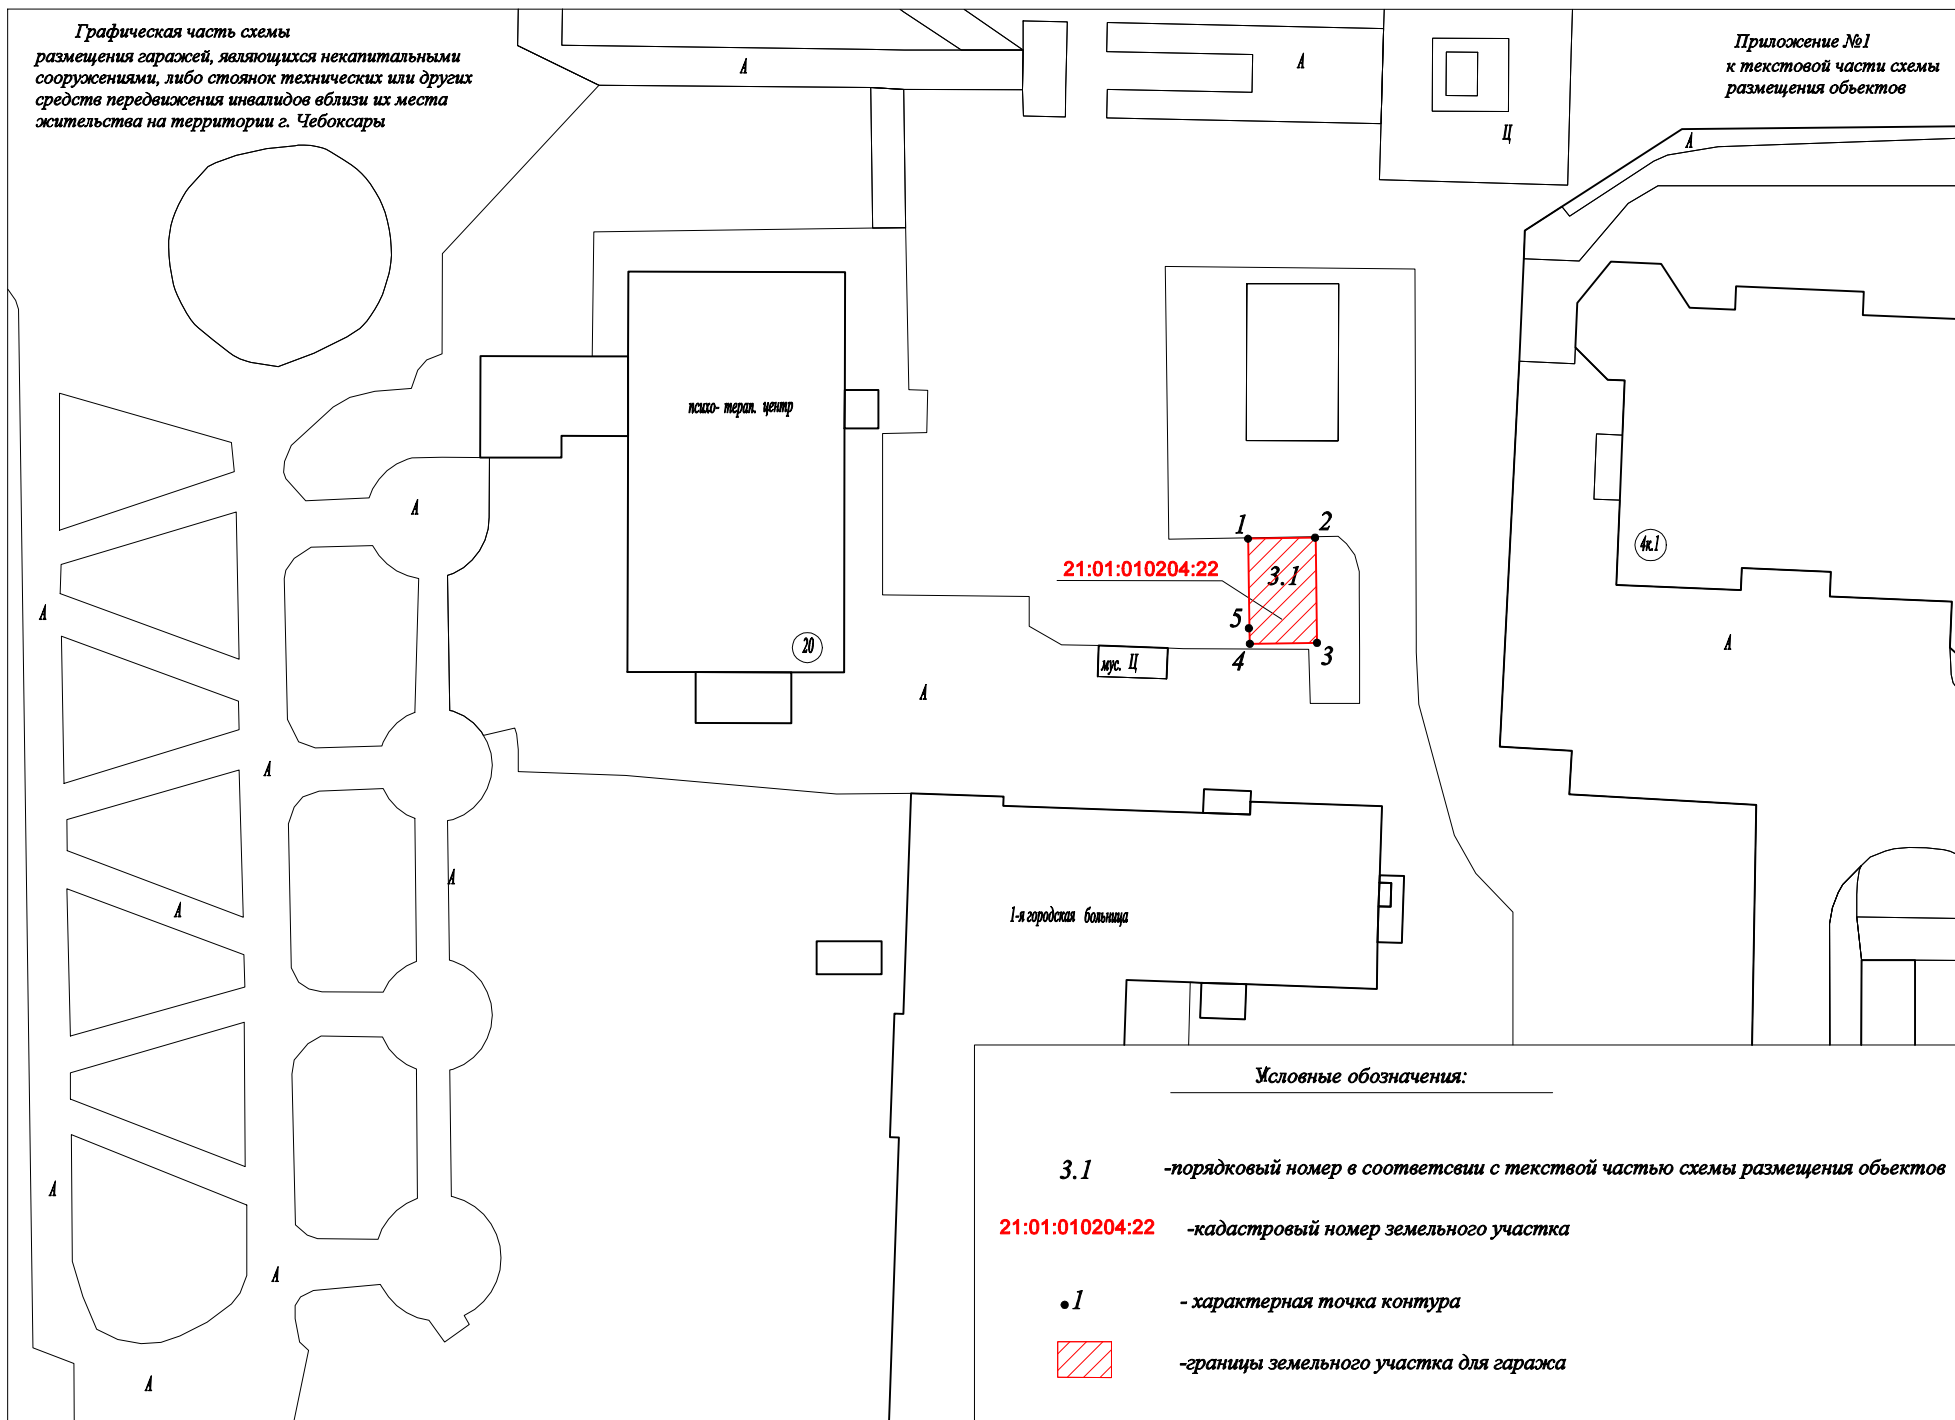 Графическая часть схемы
размещения гаражей, являющихся некапитальными
сооружениями, либо стоянок технических или других
средств передвижения инвалидов вблизи их места
жительства на территории г. Чебоксары
Приложение №1
к текстовой части схемы
размещения объектов
А
А
Ц
А
психо- терап. центр
А
1
2
4к.1
21:01:010204:22
3.1
А
5
20
4
3
А
мус. Ц
А
А
А
А
1-я городская больница
А
Условные обозначения:
3.1 -порядковый номер в соответсвии с текствой частью схемы размещения объектов
А
21:01:010204:22 -кадастровый номер земельного участка
А
1 - характерная точка контура
-границы земельного участка для гаража
А